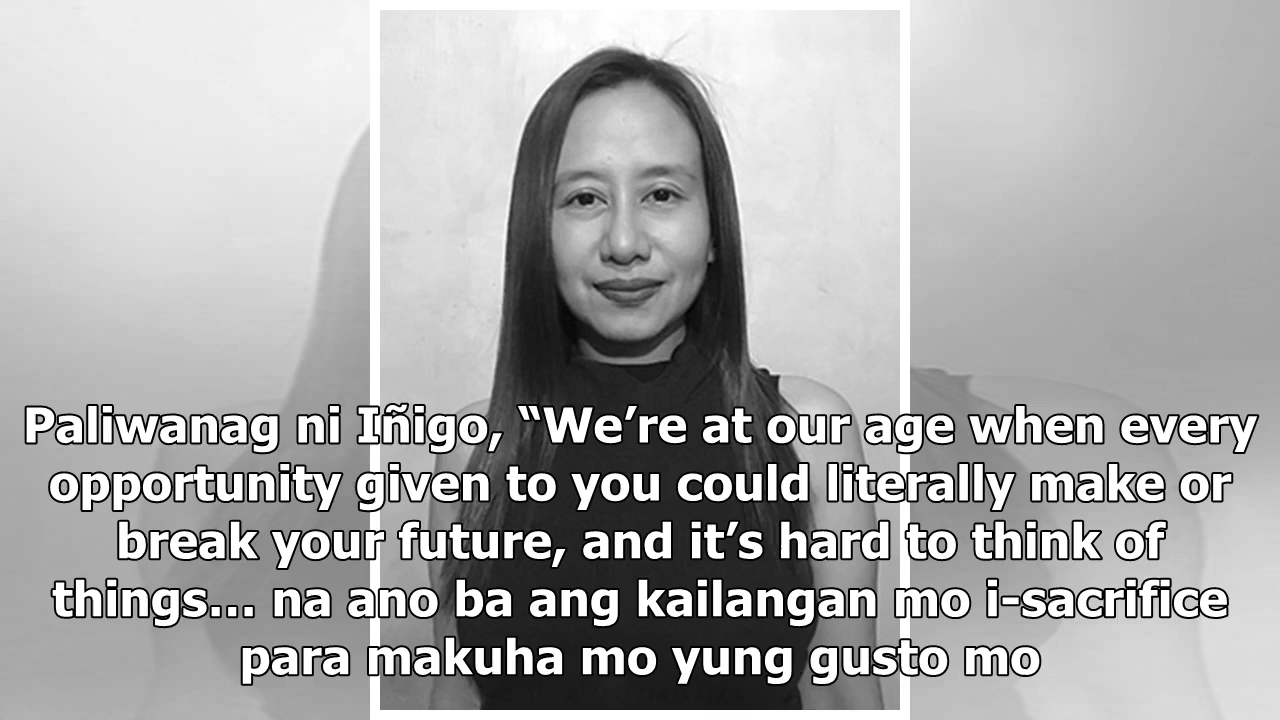 Paliwanag ni Iñigo, “We’re at our age when every
opportunity given to you could literally make or
break your future, and it’s hard to think of
things... na ano ba ang kailangan mo i-sacrifice
para makuha mo yung gusto mo